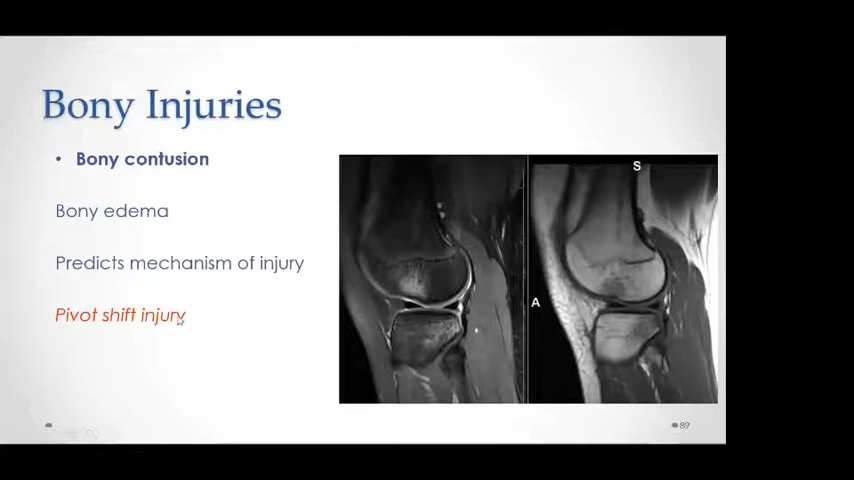 Bony Injuries
• Bony contusion
Bony edema
Predicts mechanism of injury
Pivot shift injury
S
A
89